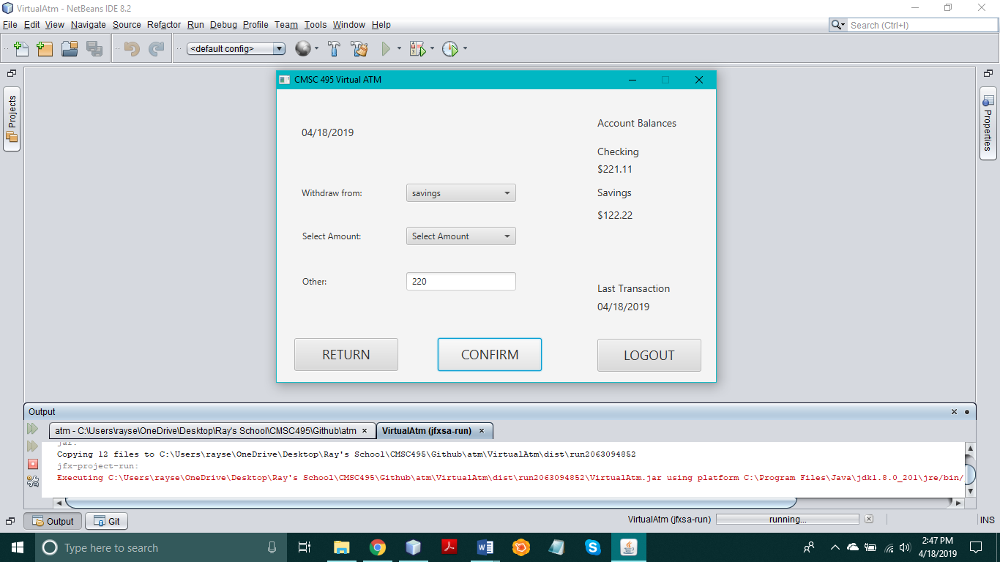 VirtualAtm - NetBeans IDE 8.2
File Edit View Navigate Source Refactor Run Debug Profile Team Tools Window Help
Search (Ctrl+I)
<default config>
Projects
Properties
CMSC 495 Virtual ATM
04/18/2019
Account Balances
Checking
$221.11
Withdraw from:
savings
Savings
$122.22
Select Amount:
Select Amount
Other:
220
Last Transaction
04/18/2019
RETURN
CONFIRM
LOGOUT
Output
atm - C:\Users\rayse\OneDrive\Desktop\Ray's School\CMSC495\Github\atm
VirtualAtm (jfxsa-run)
jar:
Copying 12 files to C:\Users\rayse\OneDrive\Desktop\Ray's School\CMSC495\Github\atm\VirtualAtm\dist\run2063094852
jfx-project-run:
Executing C:\Users\rayse\OneDrive\Desktop\Ray's School\CMSC495\Github\atm\VirtualAtm\dist\run2063094852\VirtualAtm.jar using platform C:\Program Files\Java\jdk1.8.0_201\jre/bin/
Output
Git
VirtualAtm (jfxsa-run)
running...
INS
Type here to search
2:47 PM
4/18/2019